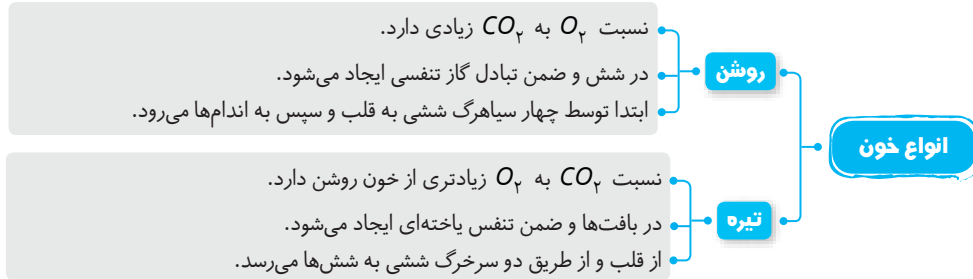 انواع خون
روشن
نسبت O۲ به CO۲ زیادی دارد.
در شش و ضمن تبادل گاز تنفسی ایجاد می‌شود.
ابتدا توسط چهار سیاهرگ ششی به قلب و سپس به اندام‌ها می‌رود.
تیره
نسبت CO۲ به O۲ زیادتری از خون روشن دارد.
در بافت‌ها و ضمن تنفس یاخته‌ای ایجاد می‌شود.
از قلب و از طریق دو سرخرگ ششی به شش‌ها می‌رسد.